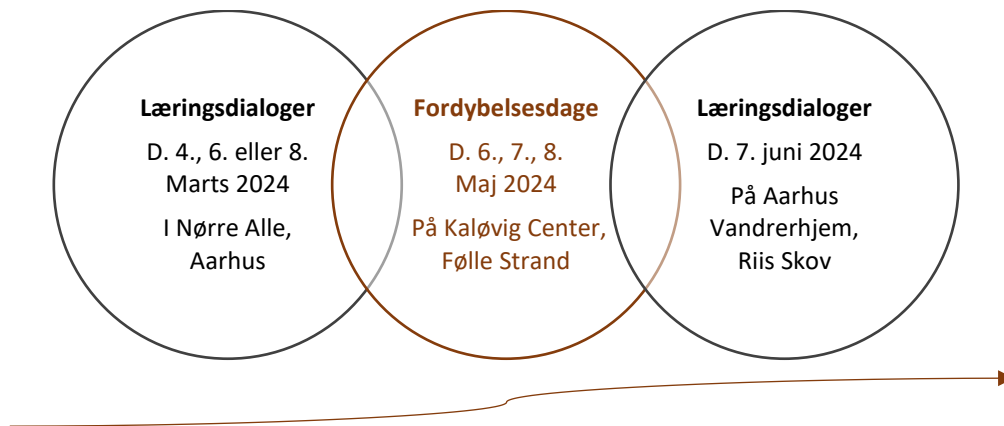 Læringsdialoger
D. 4., 6. eller 8.
Marts 2024
I Nørre Alle,
Aarhus
Fordybelsesdage
D. 6., 7., 8.
Maj 2024
På Kaløvig Center,
Følle Strand
Læringsdialoger
D. 7. juni 2024
På Aarhus
Vandrerhjem,
Riis Skov